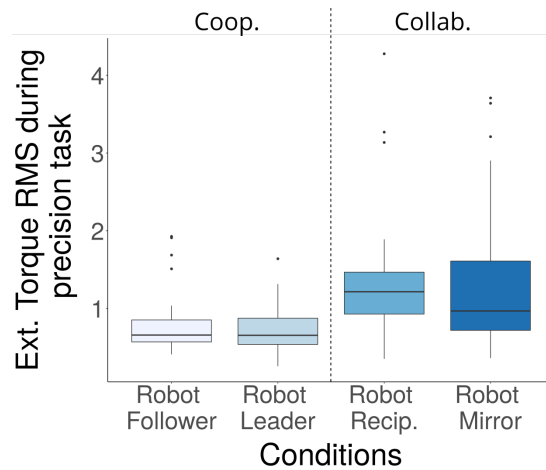 Coop.
Collab.
Ext. Torque RMS during
precision task
4
3
2
1
Robot
Follower
Robot
Leader
Robot
Recip.
Robot
Mirror
Conditions